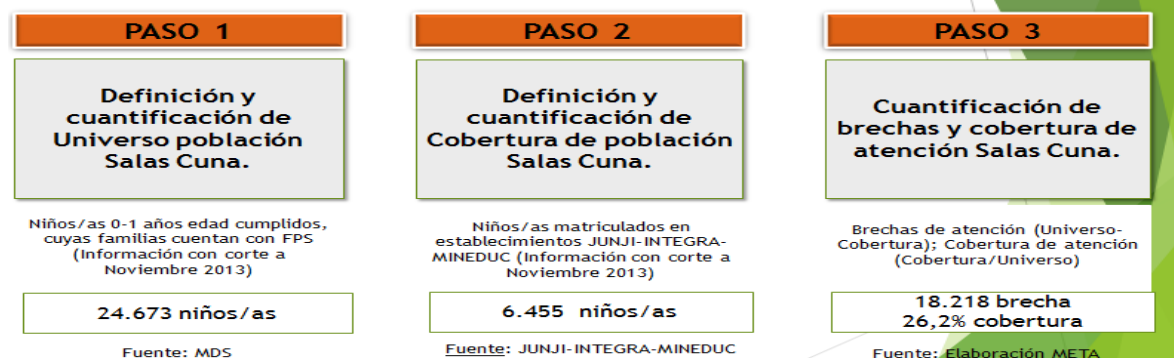 PASO 1
Definición y
cuantificación de
Universo población
Salas Cuna.
Niños/as 0-1 años edad cumplidos,
cuyas familias cuentan con FPS
(Información con corte a
Noviembre 2013)
24.673 niños/as
Fuente: MDS
PASO 2
Definición y
cuantificación de
Cobertura de población
Salas Cuna.
Niños/as matriculados en
establecimientos JUNJI-INTEGRA-
MINEDUC (Información con corte a
Noviembre 2013)
6.455 niños/as
Fuente: JUNJI-INTEGRA-MINEDUC
PASO 3
Cuantificación de
brechas y cobertura de
atención Salas Cuna.
Brechas de atención (Universo-
Cobertura); Cobertura de atención
(Cobertura/Universo)
18.218 brecha
26,2% cobertura
Fuente: Elaboración META